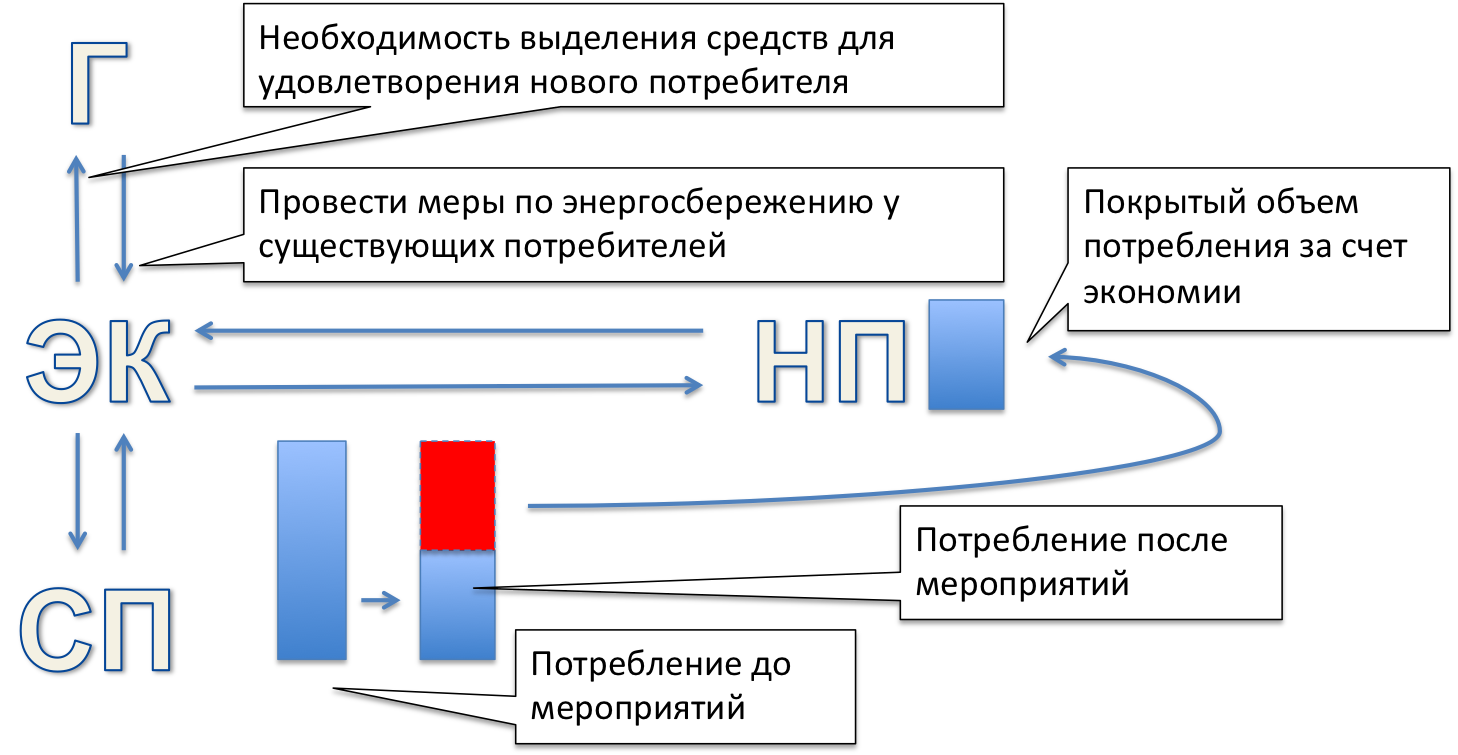 Г
Необходимость выделения средств для
удовлетворения нового потребителя
Провести меры по энергосбережению у
существующих потребителей
Покрытый объем
потребления за счет
экономии
ЭК
НП
Потребление после
мероприятий
СП
Потребление до
мероприятий